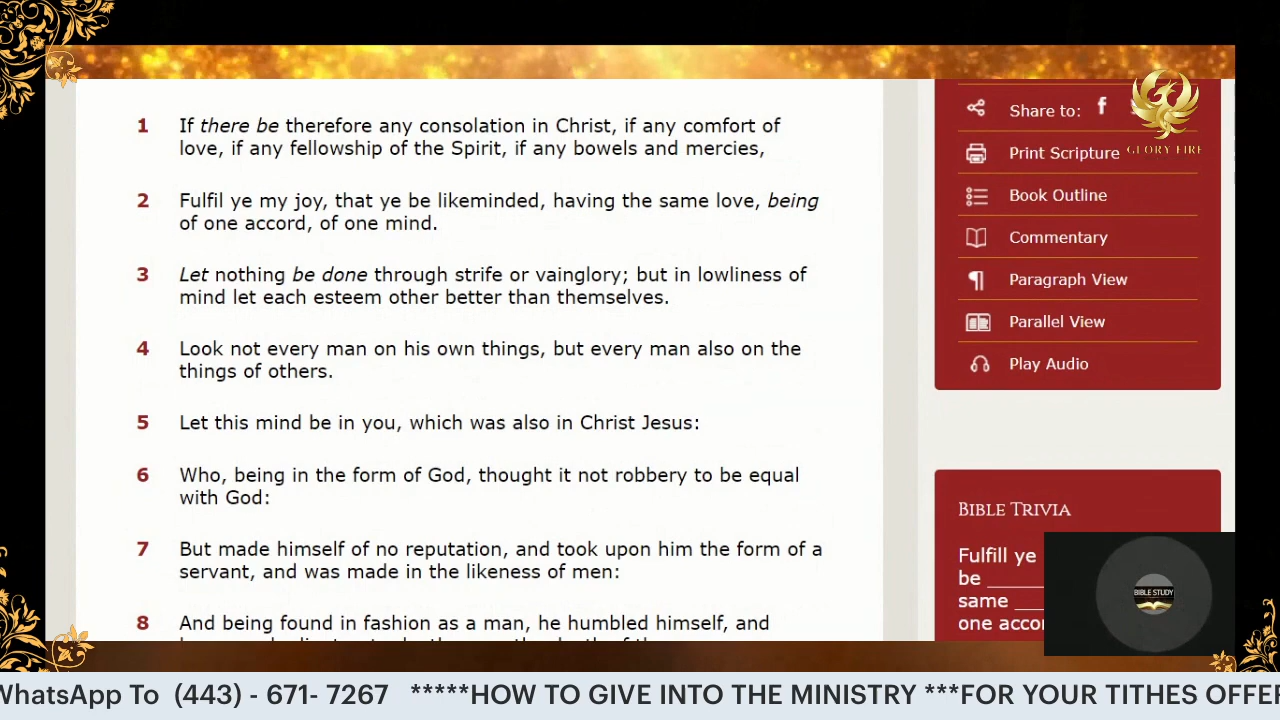 1 If there be therefore any consolation in Christ, if any comfort of
love, if any fellowship of the Spirit, if any bowels and mercies,
2 Fulfil ye my joy, that ye be likeminded, having the same love, being
of one accord, of one mind.
3 Let nothing be done through strife or vainglory; but in lowliness of
mind let each esteem other better than themselves.
4 Look not every man on his own things, but every man also on the
things of others.
5 Let this mind be in you, which was also in Christ Jesus:
6 Who, being in the form of God, thought it not robbery to be equal
with God:
7 But made himself of no reputation, and took upon him the form of a
servant, and was made in the likeness of men:
8 And being found in fashion as a man, he humbled himself, and
Share to:
Print Scripture
Book Outline
Commentary
Paragraph View
Parallel View
Play Audio
GLORY FIRE
BIBLE TRIVIA
Fulfill ye
be ______
same ___
one accor
BIBLE STUDY
WhatsApp To (443) - 671- 7267 *****HOW TO GIVE INTO THE MINISTRY ***FOR YOUR TITHES OFFE